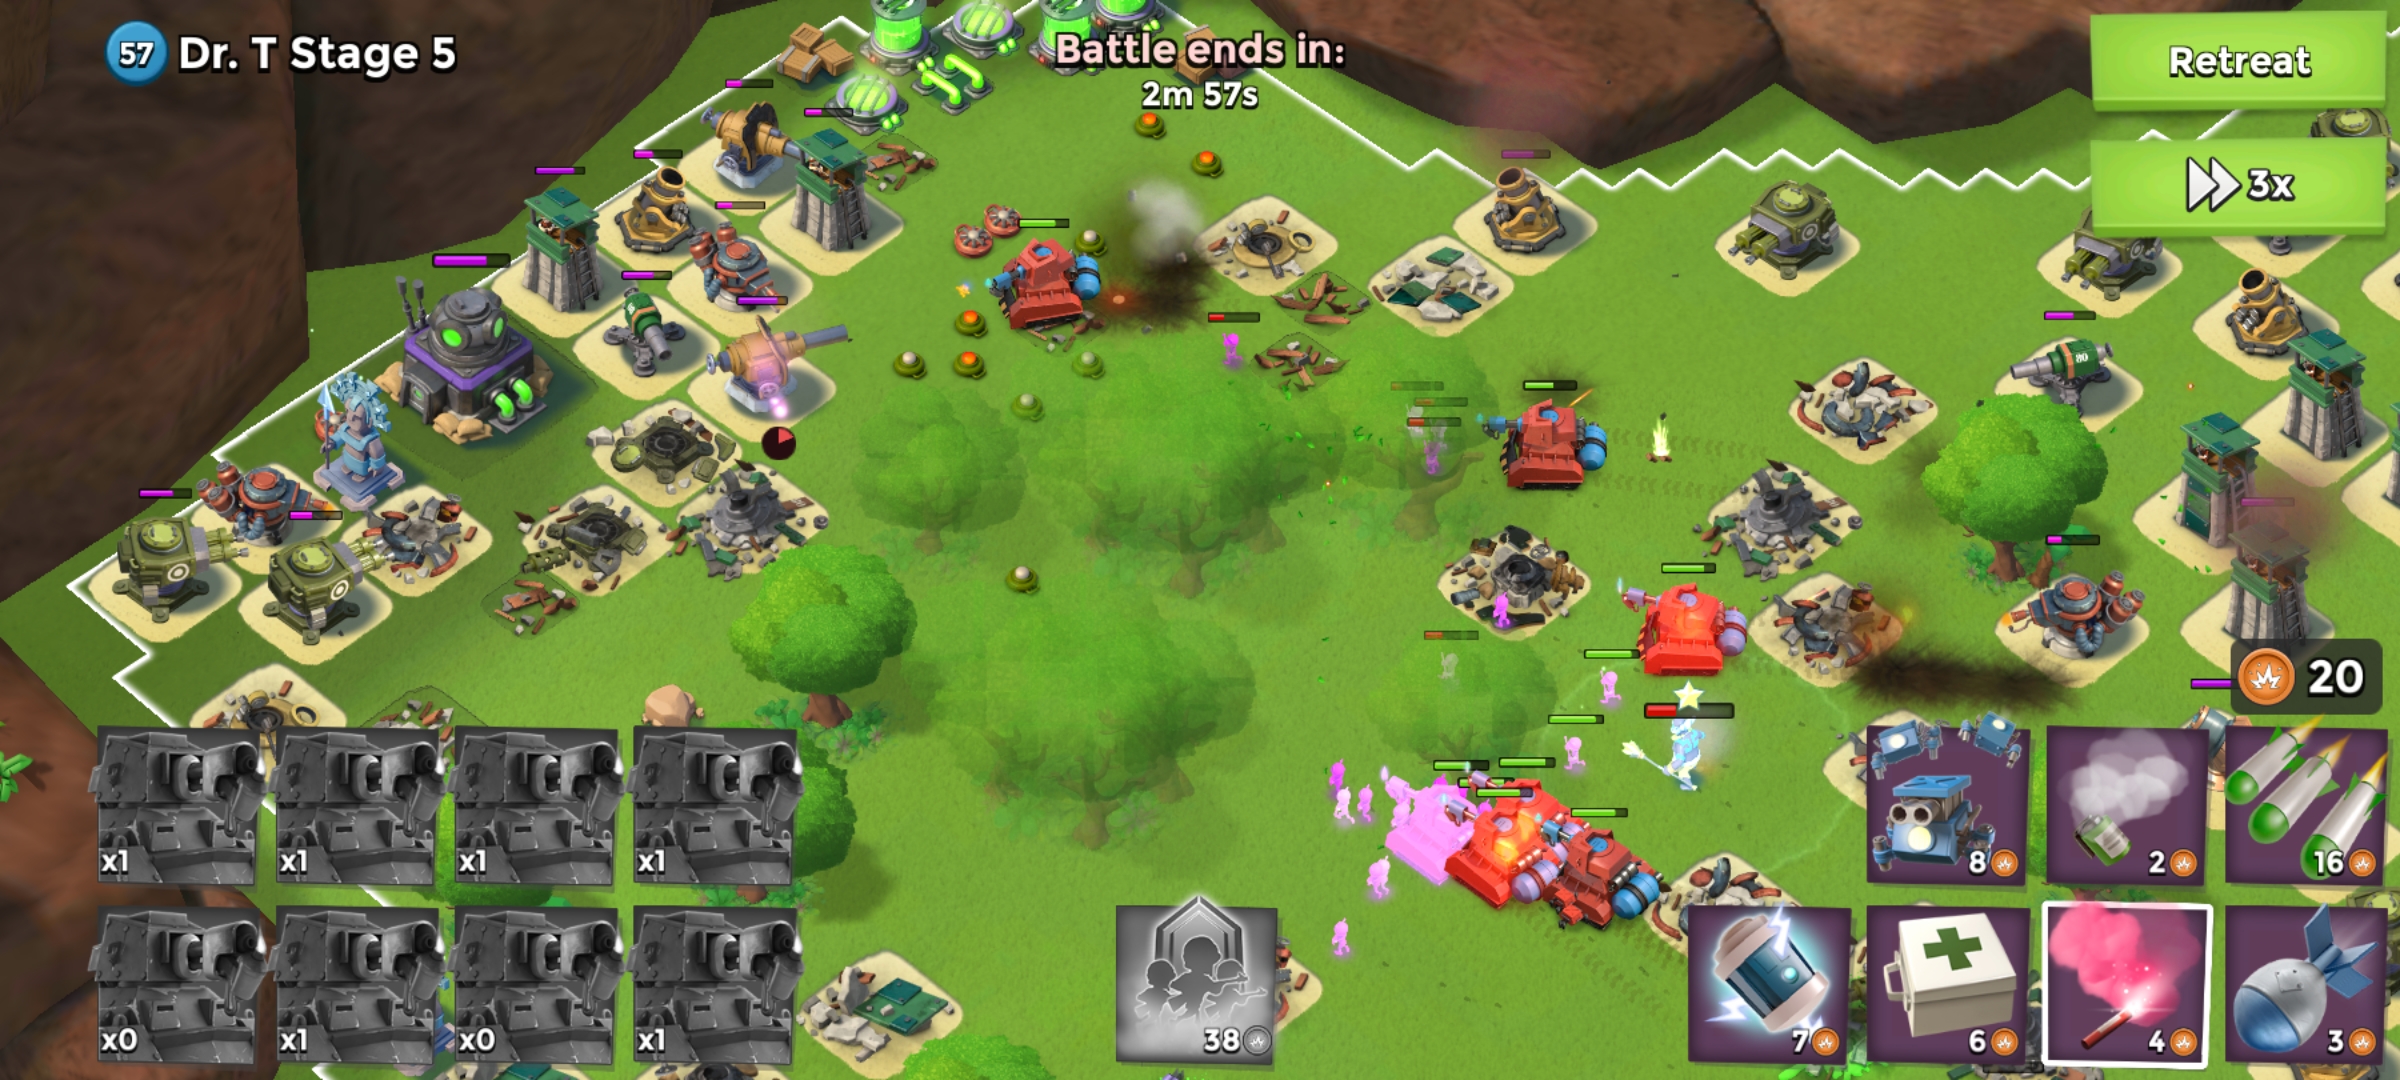 57 Dr. T Stage 5
Battle ends in:
2m 57s
Retreat
3x
20
x1 x1 x1 x1
8 2 16
x0 x1 x0 x1
38
7 6 4 3